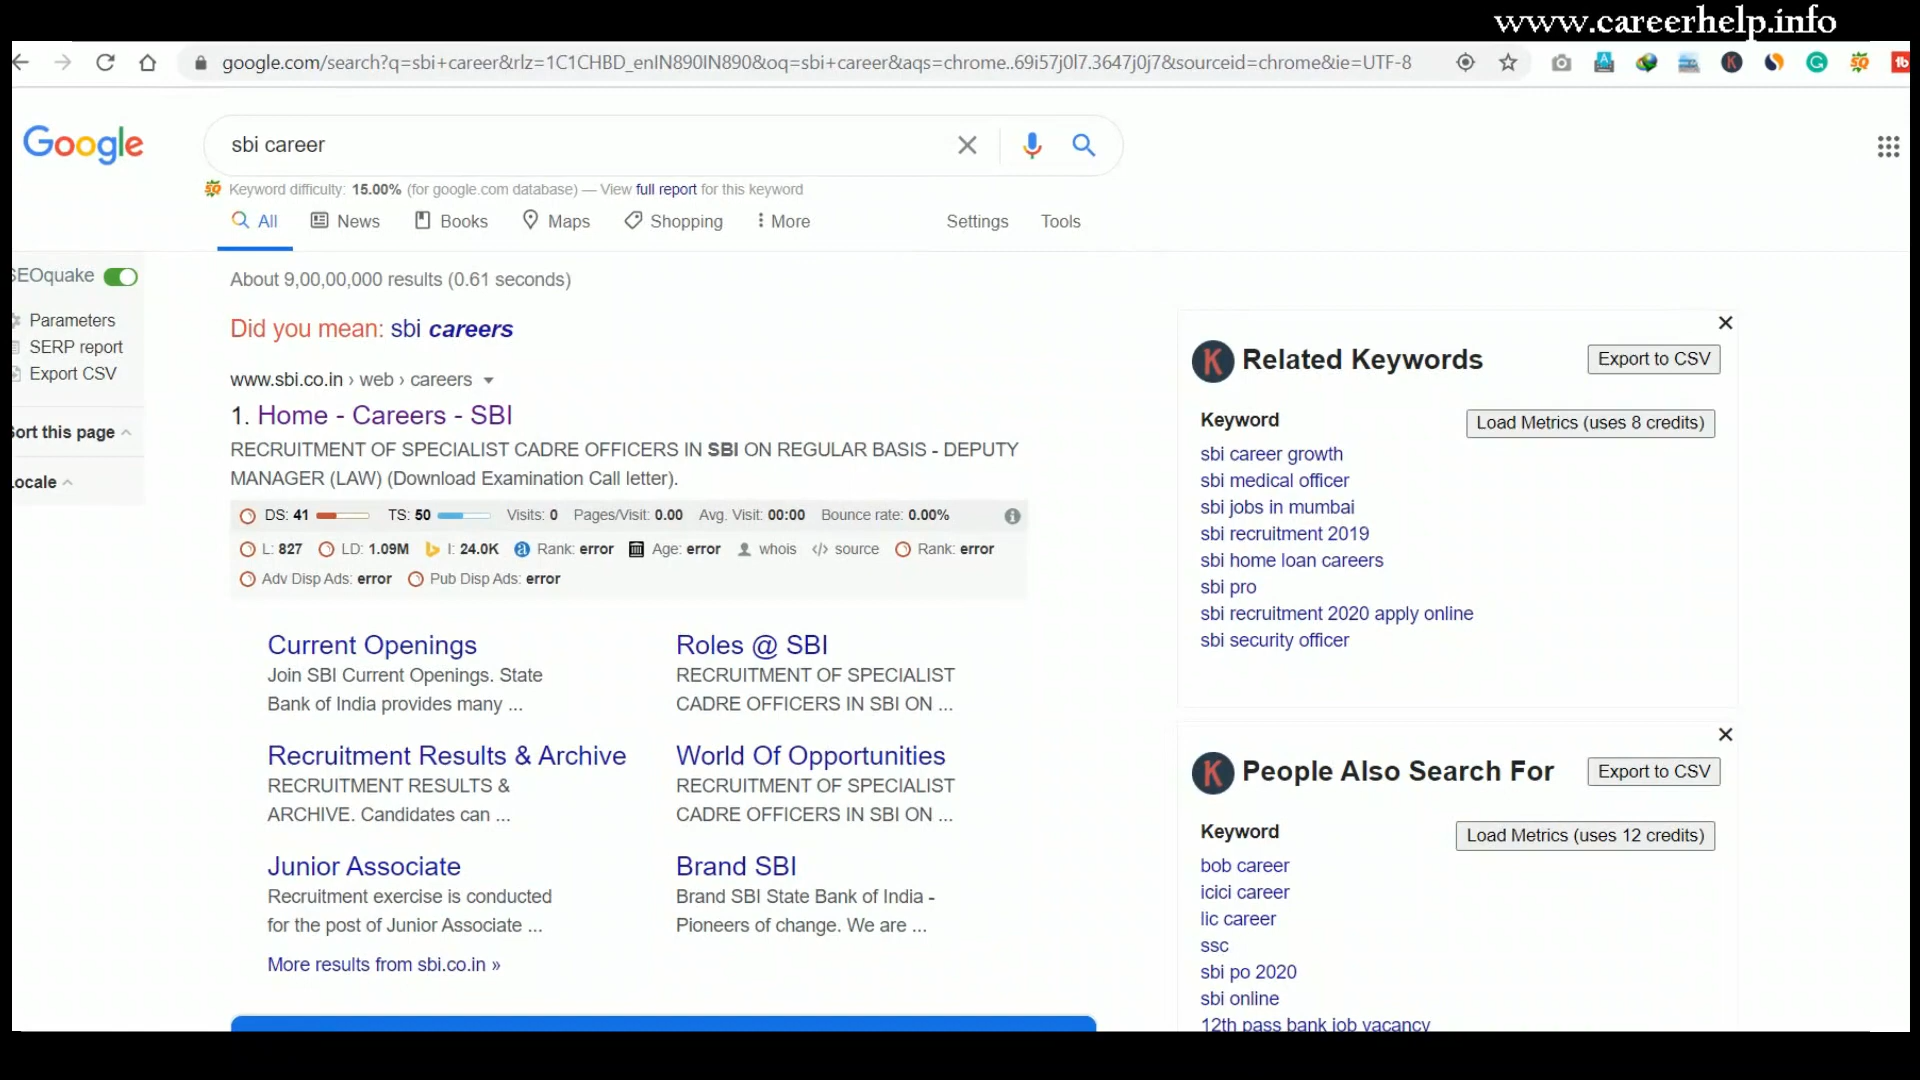 www.careerhelp.info
google.com/search?q=sbi+career&rlz=1C1CHBD_enIN890IN890&oq=sbi+career&aqs=chrome..69i57j0l7.3647j0j7&sourceid=chrome&ie=UTF-8
Google
sbi career
Keyword difficulty: 15.00% (for google.com database) — View full report for this keyword
All News Books Maps Shopping More Settings Tools
SEOquake
Parameters
SERP report
Export CSV
Sort this page
Locale
About 9,00,00,000 results (0.61 seconds)
Did you mean: sbi careers
www.sbi.co.in › web › careers
1. Home - Careers - SBI
RECRUITMENT OF SPECIALIST CADRE OFFICERS IN SBI ON REGULAR BASIS - DEPUTY
MANAGER (LAW) (Download Examination Call letter).
DS: 41 TS: 50 Visits: 0 Pages/Visit: 0.00 Avg. Visit: 00:00 Bounce rate: 0.00%
L: 827 LD: 1.09M I: 24.0K Rank: error Age: error whois source Rank: error
Adv Disp Ads: error Pub Disp Ads: error
Current Openings
Join SBI Current Openings. State
Bank of India provides many ...
Roles @ SBI
RECRUITMENT OF SPECIALIST
CADRE OFFICERS IN SBI ON ...
Recruitment Results & Archive
RECRUITMENT RESULTS &
ARCHIVE. Candidates can ...
World Of Opportunities
RECRUITMENT OF SPECIALIST
CADRE OFFICERS IN SBI ON ...
Junior Associate
Recruitment exercise is conducted
for the post of Junior Associate ...
Brand SBI
Brand SBI State Bank of India -
Pioneers of change. We are ...
More results from sbi.co.in »
Related Keywords
Export to CSV
Keyword
Load Metrics (uses 8 credits)
sbi career growth
sbi medical officer
sbi jobs in mumbai
sbi recruitment 2019
sbi home loan careers
sbi pro
sbi recruitment 2020 apply online
sbi security officer
People Also Search For
Export to CSV
Keyword
Load Metrics (uses 12 credits)
bob career
icici career
lic career
ssc
sbi po 2020
sbi online
12th pass bank job vacancy